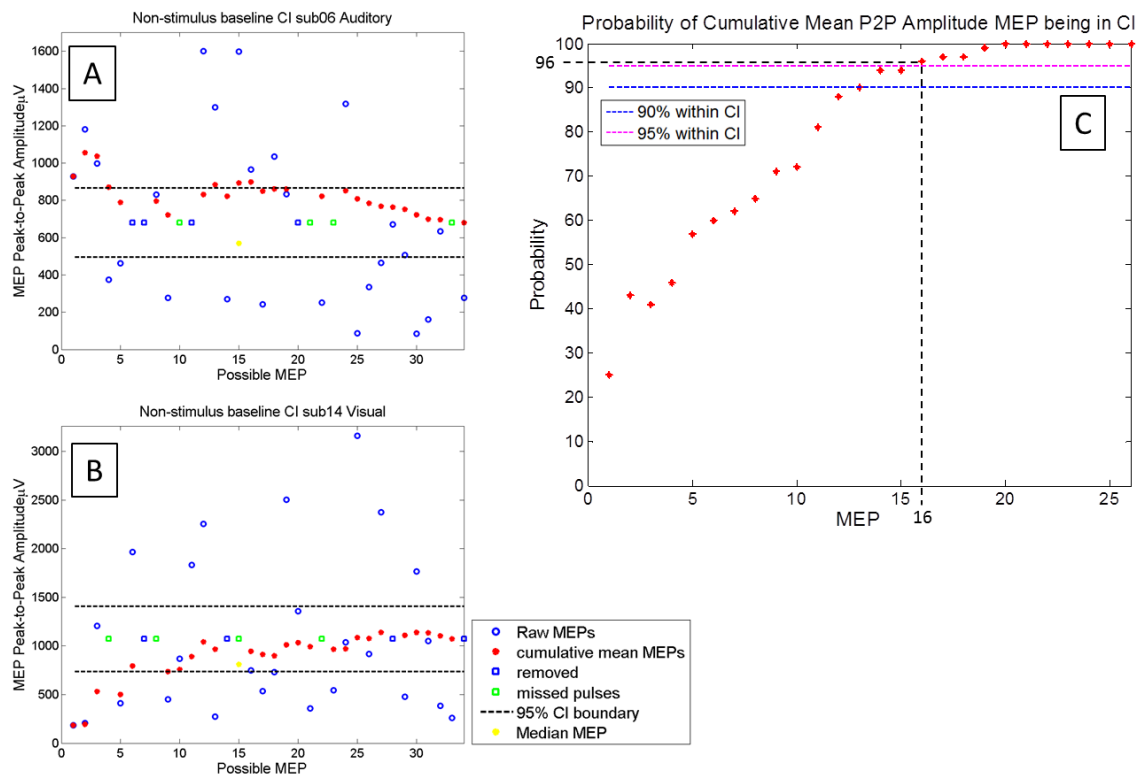 Non-stimulus baseline CI sub06 Auditory
A
MEP Peak-to-Peak AmplitudeμV
1600
1400
1200
1000
800
600
400
200
0
0 5 10 15 20 25 30
Possible MEP
Non-stimulus baseline CI sub14 Visual
B
MEP Peak-to-Peak AmplitudeμV
3000
2500
2000
1500
1000
500
0
0 5 10 15 20 25 30
Possible MEP
Raw MEPs
cumulative mean MEPs
removed
missed pulses
95% CI boundary
Median MEP
Probability of Cumulative Mean P2P Amplitude MEP being in CI
C
Probability
100
96
90
80
70
60
50
40
30
20
10
0
90% within CI
95% within CI
0 5 10 15 20 25
16
MEP